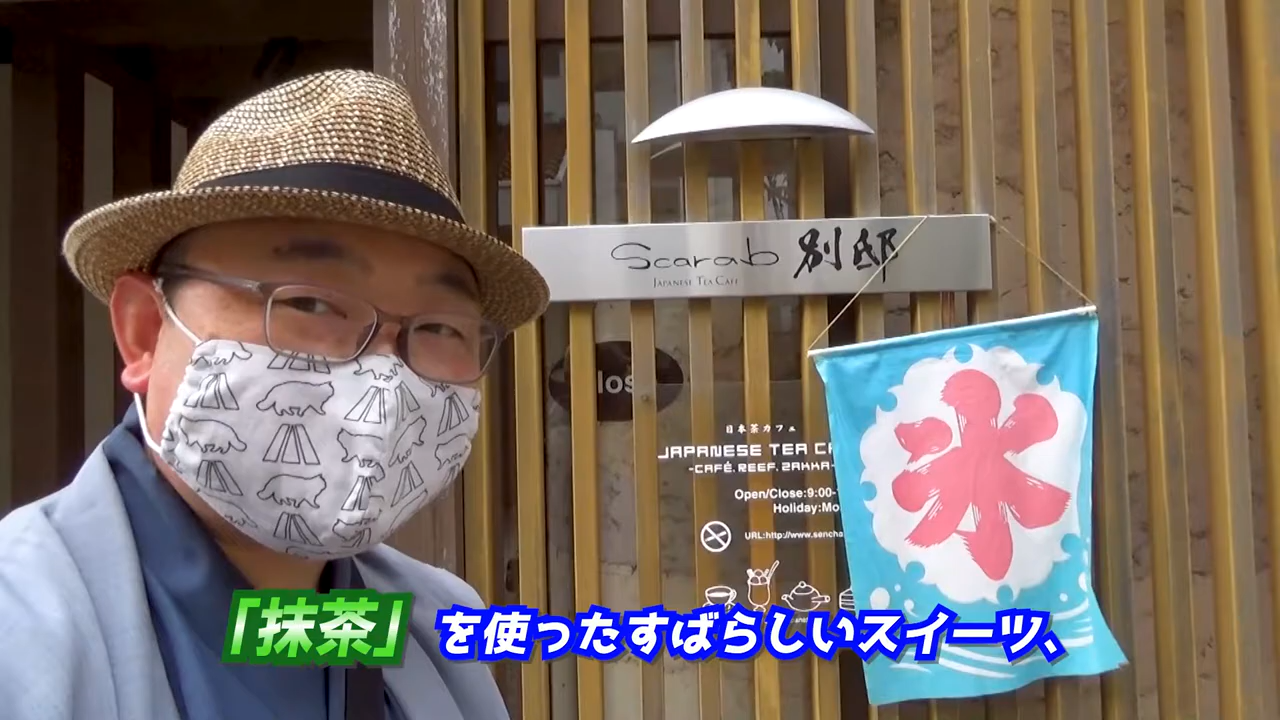 Scarab 別邸
JAPANESE TEA CAFE
los
日本茶カフェ
JAPANESE TEA C
-CAFÉ. REEF. ZAKKA-
Open/Close:9:00-
Holiday:Mo
URL:http://www.sencha
氷
「抹茶」を使ったすばらしいスイーツ、